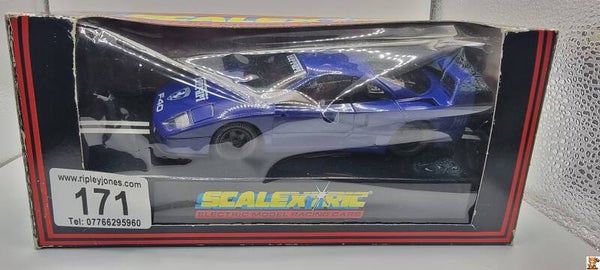 SCALEXTRIC
F40
www.ripleyjones.com
171
Tel: 07766295960
SCALEXTRIC
ELECTRIC MODEL RACING CARS